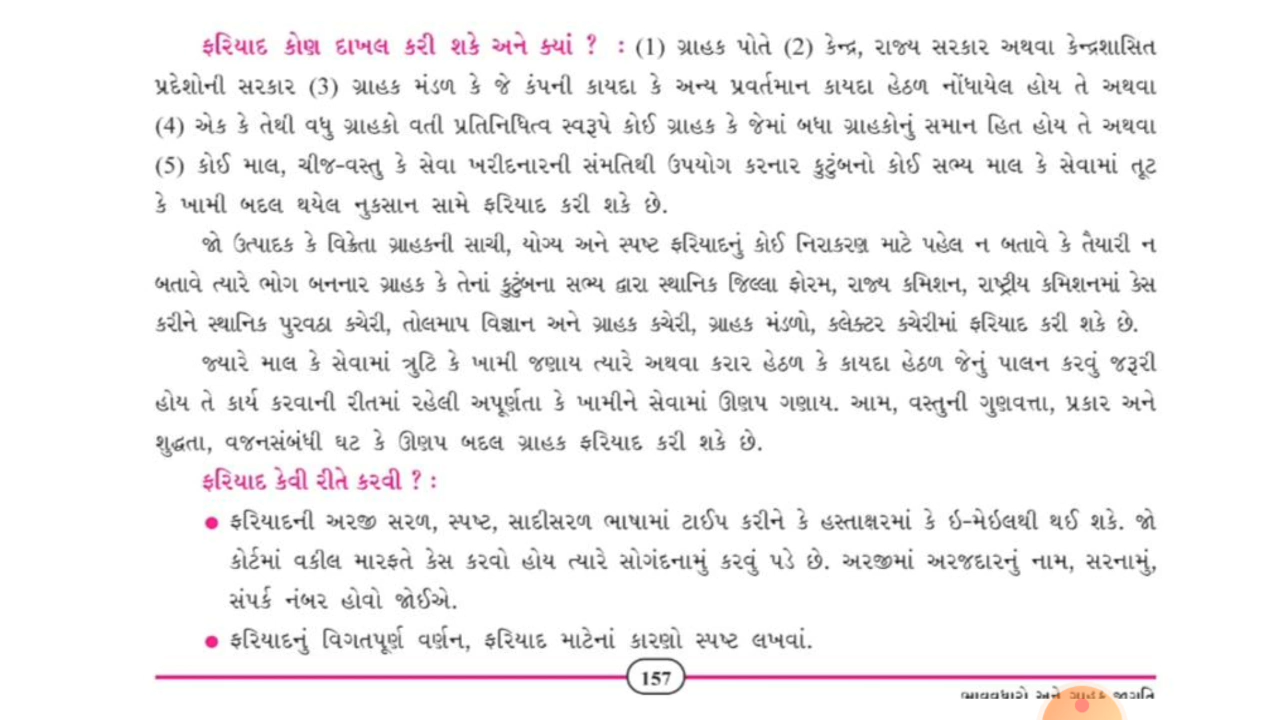 ફરિયાદ કોણ દાખલ કરી શકે અને ક્યાં ? : (1) ગ્રાહક પોતે (2) કેન્દ્ર, રાજ્ય સરકાર અથવા કેન્દ્રશાસિત
પ્રદેશોની સરકાર (3) ગ્રાહક મંડળ કે જે કંપની કાયદા કે અન્ય પ્રવર્તમાન કાયદા હેઠળ નોંધાયેલ હોય તે અથવા
(4) એક કે તેથી વધુ ગ્રાહકો વતી પ્રતિનિધિત્વ સ્વરૂપે કોઈ ગ્રાહક કે જેમાં બધા ગ્રાહકોનું સમાન હિત હોય તે અથવા
(5) કોઈ માલ, ચીજ-વસ્તુ કે સેવા ખરીદનારની સંમતિથી ઉપયોગ કરનાર કુટુંબનો કોઈ સભ્ય માલ કે સેવામાં તૂટ
કે ખામી બદલ થયેલ નુકસાન સામે ફરિયાદ કરી શકે છે.
જો ઉત્પાદક કે વિક્રેતા ગ્રાહકની સાચી, યોગ્ય અને સ્પષ્ટ ફરિયાદનું કોઈ નિરાકરણ માટે પહેલ ન બતાવે કે તૈયારી ન
બતાવે ત્યારે ભોગ બનનાર ગ્રાહક કે તેનાં કુટુંબના સભ્ય દ્વારા સ્થાનિક જિલ્લા ફોરમ, રાજ્ય કમિશન, રાષ્ટ્રીય કમિશનમાં કેસ
કરીને સ્થાનિક પુરવઠા કચેરી, તોલમાપ વિજ્ઞાન અને ગ્રાહક કચેરી, ગ્રાહક મંડળો, કલેક્ટર કચેરીમાં ફરિયાદ કરી શકે છે.
જ્યારે માલ કે સેવામાં ત્રુટિ કે ખામી જણાય ત્યારે અથવા કરાર હેઠળ કે કાયદા હેઠળ જેનું પાલન કરવું જરૂરી
હોય તે કાર્ય કરવાની રીતમાં રહેલી અપૂર્ણતા કે ખામીને સેવામાં ઊણપ ગણાય. આમ, વસ્તુની ગુણવત્તા, પ્રકાર અને
શુદ્ધતા, વજનસંબંધી ઘટ કે ઊણપ બદલ ગ્રાહક ફરિયાદ કરી શકે છે.
ફરિયાદ કેવી રીતે કરવી ? :
● ફરિયાદની અરજી સરળ, સ્પષ્ટ, સાદીસરળ ભાષામાં ટાઈપ કરીને કે હસ્તાક્ષરમાં કે ઇ-મેઇલથી થઈ શકે. જો
કોર્ટમાં વકીલ મારફતે કેસ કરવો હોય ત્યારે સોગંદનામું કરવું પડે છે. અરજીમાં અરજદારનું નામ, સરનામું,
સંપર્ક નંબર હોવો જોઈએ.
● ફરિયાદનું વિગતપૂર્ણ વર્ણન, ફરિયાદ માટેનાં કારણો સ્પષ્ટ લખવાં.
157
ભાવવધારો અને ગ્રાહક જાગૃતિ